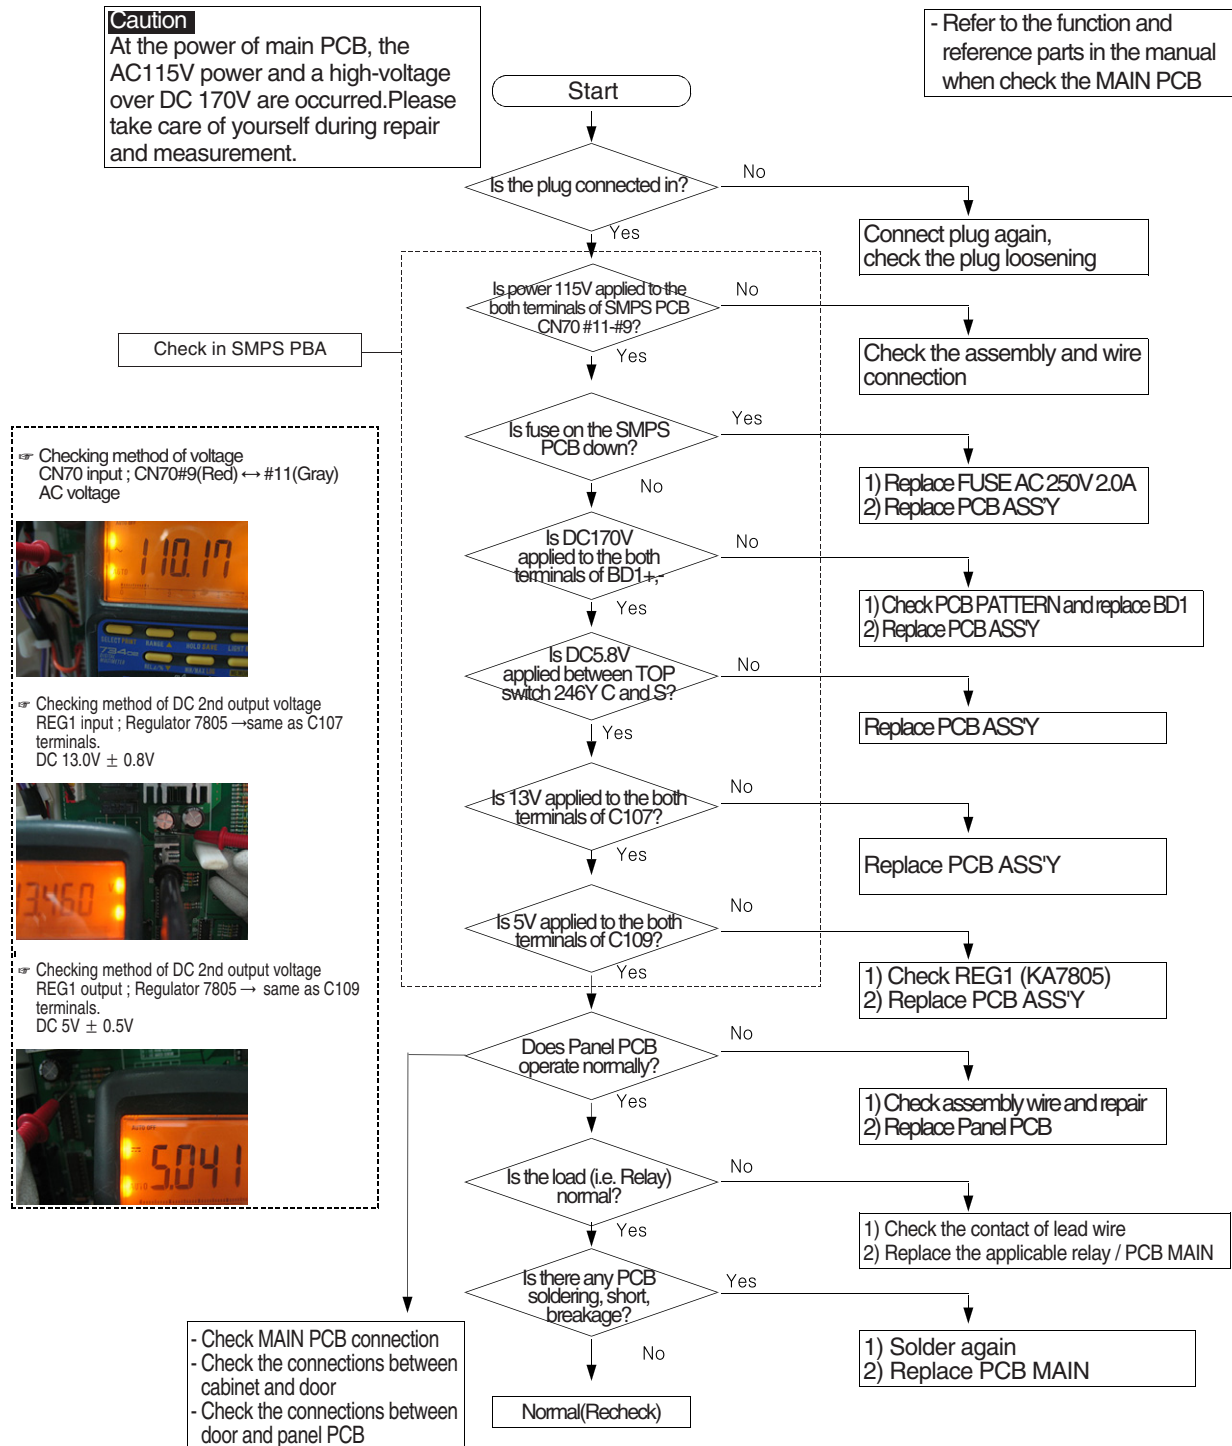 Caution
At the power of main PCB, the
AC115V power and a high-voltage
over DC 170V are occurred.Please
take care of yourself during repair
and measurement.
- Refer to the function and
reference parts in the manual
when check the MAIN PCB
Start
Is the plug connected in?
No
Yes
Connect plug again,
check the plug loosening
Is power 115V applied to the
both terminals of SMPS PCB
CN70 #11-#9?
No
Yes
Check the assembly and wire
connection
Check in SMPS PBA
Is fuse on the SMPS
PCB down?
Yes
No
1) Replace FUSE AC 250V 2.0A
2) Replace PCB ASS'Y
☞ Checking method of voltage
CN70 input ; CN70#9(Red) ↔ #11(Gray)
AC voltage
110.17
SELECT PRINT
RANGE ▲
HOLD
734
Is DC170V
applied to the both
terminals of BD1+,-
No
Yes
1) Check PCB PATTERN and replace BD1
2) Replace PCB ASS'Y
Is DC5.8V
applied between TOP
switch 246Y C and S?
No
Yes
Replace PCB ASS'Y
☞ Checking method of DC 2nd output voltage
REG1 input ; Regulator 7805 →same as C107
terminals.
DC 13.0V ± 0.8V
13.460
Is 13V applied to the both
terminals of C107?
No
Yes
Replace PCB ASS'Y
Is 5V applied to the both
terminals of C109?
No
Yes
1) Check REG1 (KA7805)
2) Replace PCB ASS'Y
☞ Checking method of DC 2nd output voltage
REG1 output ; Regulator 7805 → same as C109
terminals.
DC 5V ± 0.5V
AUTO OFF
5.041
Does Panel PCB
operate normally?
No
Yes
1) Check assembly wire and repair
2) Replace Panel PCB
Is the load (i.e. Relay)
normal?
No
Yes
1) Check the contact of lead wire
2) Replace the applicable relay / PCB MAIN
Is there any PCB
soldering, short,
breakage?
Yes
No
1) Solder again
2) Replace PCB MAIN
- Check MAIN PCB connection
- Check the connections between
cabinet and door
- Check the connections between
door and panel PCB
Normal(Recheck)